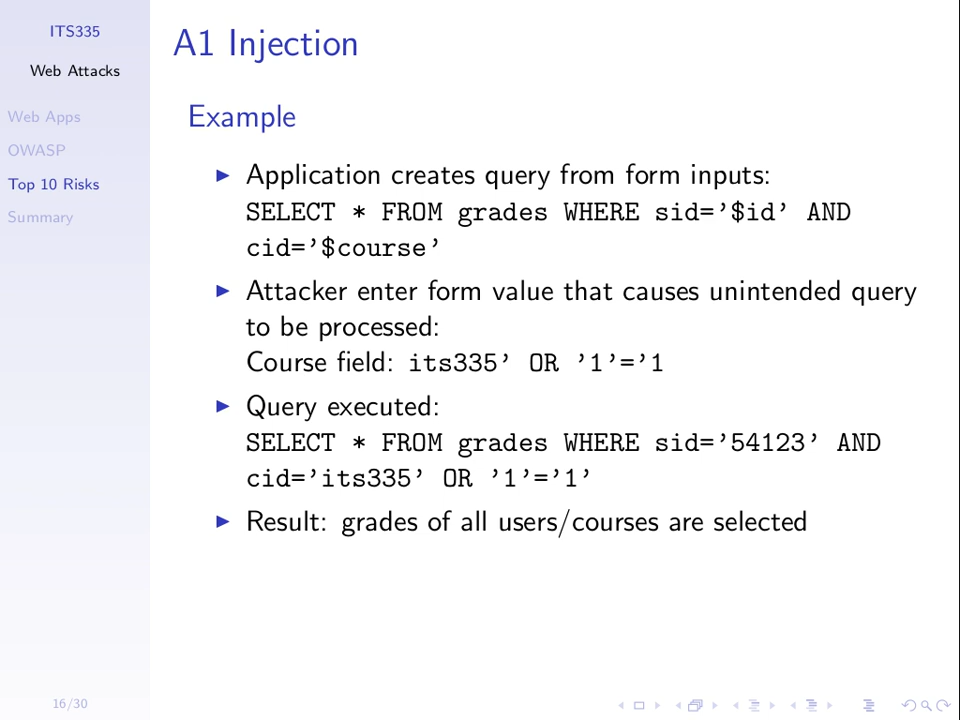 ITS335
Web Attacks
Web Apps
OWASP
Top 10 Risks
Summary
A1 Injection
Example
Application creates query from form inputs:
SELECT * FROM grades WHERE sid=’$id’ AND
cid=’$course’
Attacker enter form value that causes unintended query
to be processed:
Course field: its335’ OR ’1’=’1
Query executed:
SELECT * FROM grades WHERE sid=’54123’ AND
cid=’its335’ OR ’1’=’1’
Result: grades of all users/courses are selected
16/30